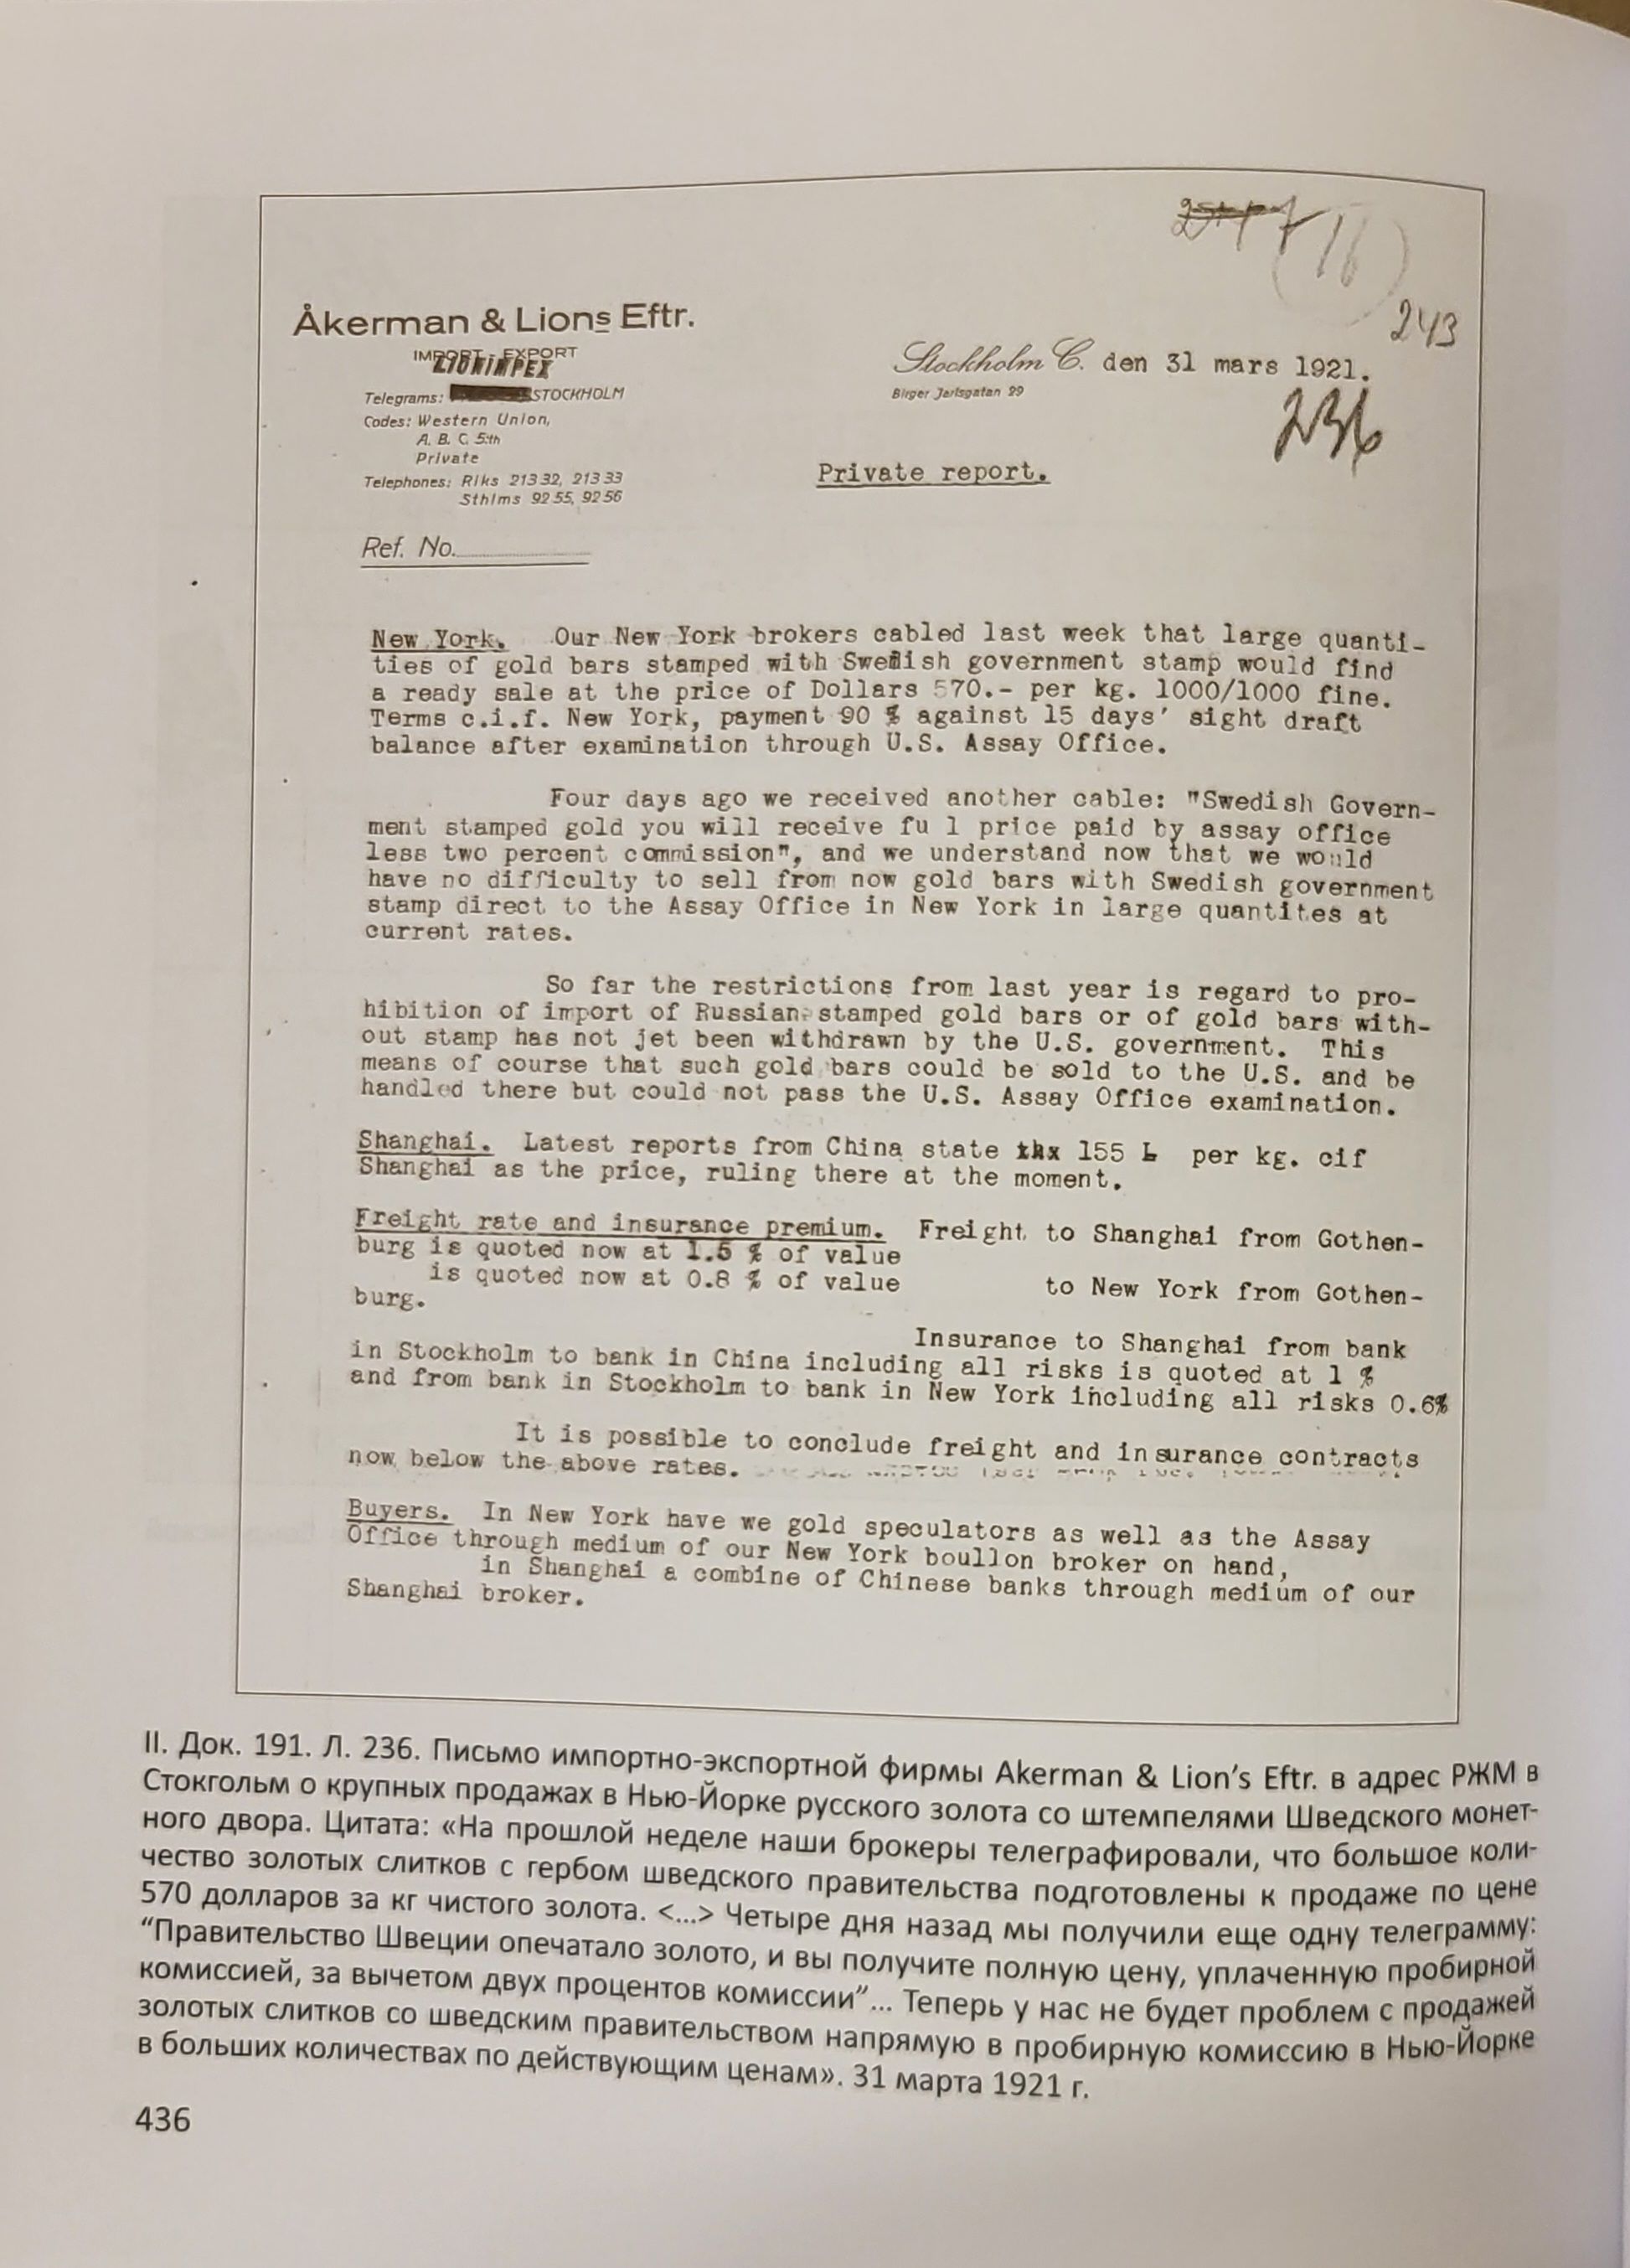 16
243
Åkerman & Lions Eftr.
IMPORT - EXPORT
LIONIMPEX
Stockholm C. den 31 mars 1921.
Birger Jarlsgatan 29
Telegrams: STOCKHOLM
Codes: Western Union,
A. B. C. 5:th
Private
236
Telephones: Riks 213 32, 213 33
Sthlms 92 55, 92 56
Private report.
Ref. No.
New York. Our New York brokers cabled last week that large quanti-
ties of gold bars stamped with Swedish government stamp would find
a ready sale at the price of Dollars 570.- per kg. 1000/1000 fine.
Terms c.i.f. New York, payment 90 % against 15 days' sight draft
balance after examination through U.S. Assay Office.
Four days ago we received another cable: "Swedish Govern-
ment stamped gold you will receive fu l price paid by assay office
less two percent commission", and we understand now that we would
have no difficulty to sell from now gold bars with Swedish government
stamp direct to the Assay Office in New York in large quantites at
current rates.
So far the restrictions from last year is regard to pro-
hibition of import of Russian stamped gold bars or of gold bars with-
out stamp has not jet been withdrawn by the U.S. government. This
means of course that such gold bars could be sold to the U.S. and be
handled there but could not pass the U.S. Assay Office examination.
Shanghai. Latest reports from China state thx 155 £ per kg. cif
Shanghai as the price, ruling there at the moment.
Freight rate and insurance premium. Freight to Shanghai from Gothen-
burg is quoted now at 1.5 % of value
is quoted now at 0.8 % of value to New York from Gothen-
burg.
Insurance to Shanghai from bank
in Stockholm to bank in China including all risks is quoted at 1 %
and from bank in Stockholm to bank in New York including all risks 0.6%
It is possible to conclude freight and insurance contracts
now below the above rates.
Buyers. In New York have we gold speculators as well as the Assay
Office through medium of our New York boullon broker on hand,
in Shanghai a combine of Chinese banks through medium of our
Shanghai broker.
II. Док. 191. Л. 236. Письмо импортно-экспортной фирмы Akerman & Lion’s Eftr. в адрес РЖМ в
Стокгольм о крупных продажах в Нью-Йорке русского золота со штемпелями Шведского монет-
ного двора. Цитата: «На прошлой неделе наши брокеры телеграфировали, что большое коли-
чество золотых слитков с гербом шведского правительства подготовлены к продаже по цене
570 долларов за кг чистого золота. <...> Четыре дня назад мы получили еще одну телеграмму:
“Правительство Швеции опечатало золото, и вы получите полную цену, уплаченную пробирной
комиссией, за вычетом двух процентов комиссии”... Теперь у нас не будет проблем с продажей
золотых слитков со шведским правительством напрямую в пробирную комиссию в Нью-Йорке
в больших количествах по действующим ценам». 31 марта 1921 г.
436